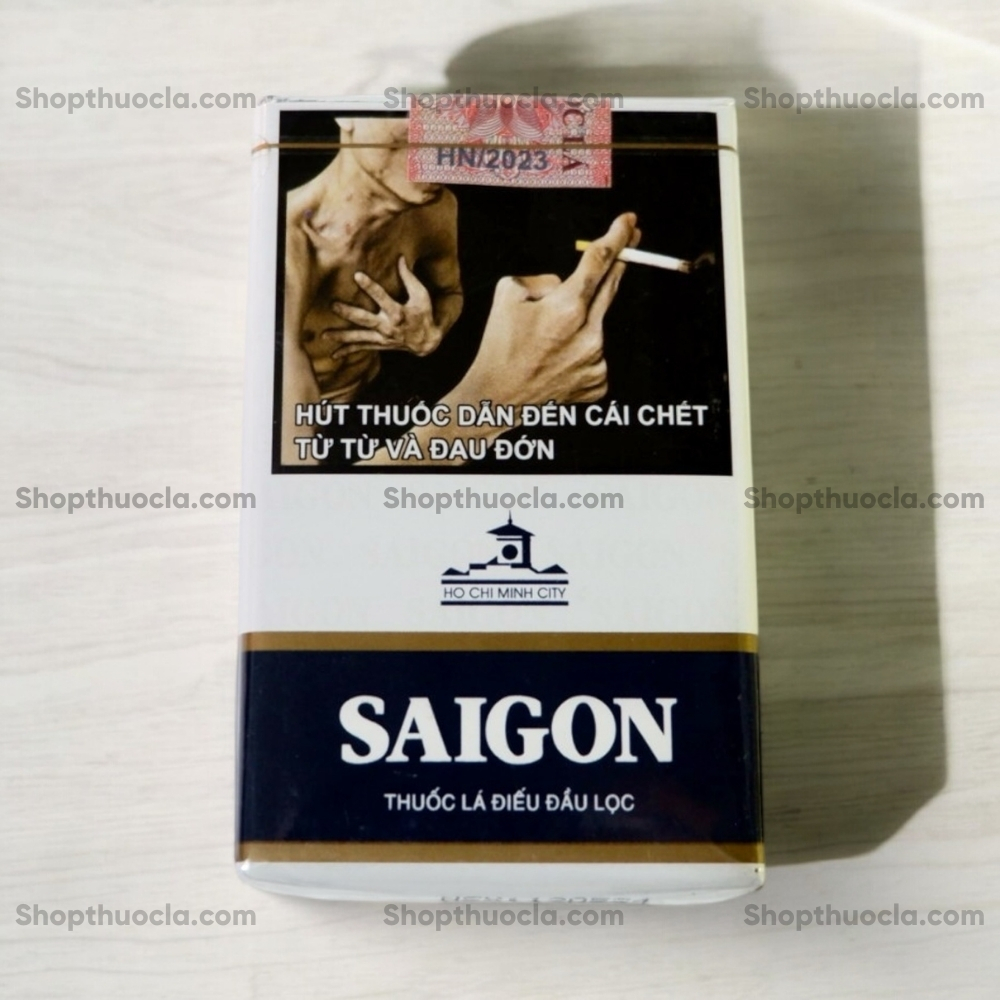 Shopthuocla.com Shopthuocla.com Shopthuocla.com
HN/2023
HÚT THUỐC DẪN ĐẾN CÁI CHẾT
TỪ TỪ VÀ ĐAU ĐỚN
Shopthuocla.com Shopthuocla.com Shopthuocla.com
HO CHI MINH CITY
SAIGON
THUỐC LÁ ĐIẾU ĐẦU LỌC
Shopthuocla.com Shopthuocla.com Shopthuocla.com